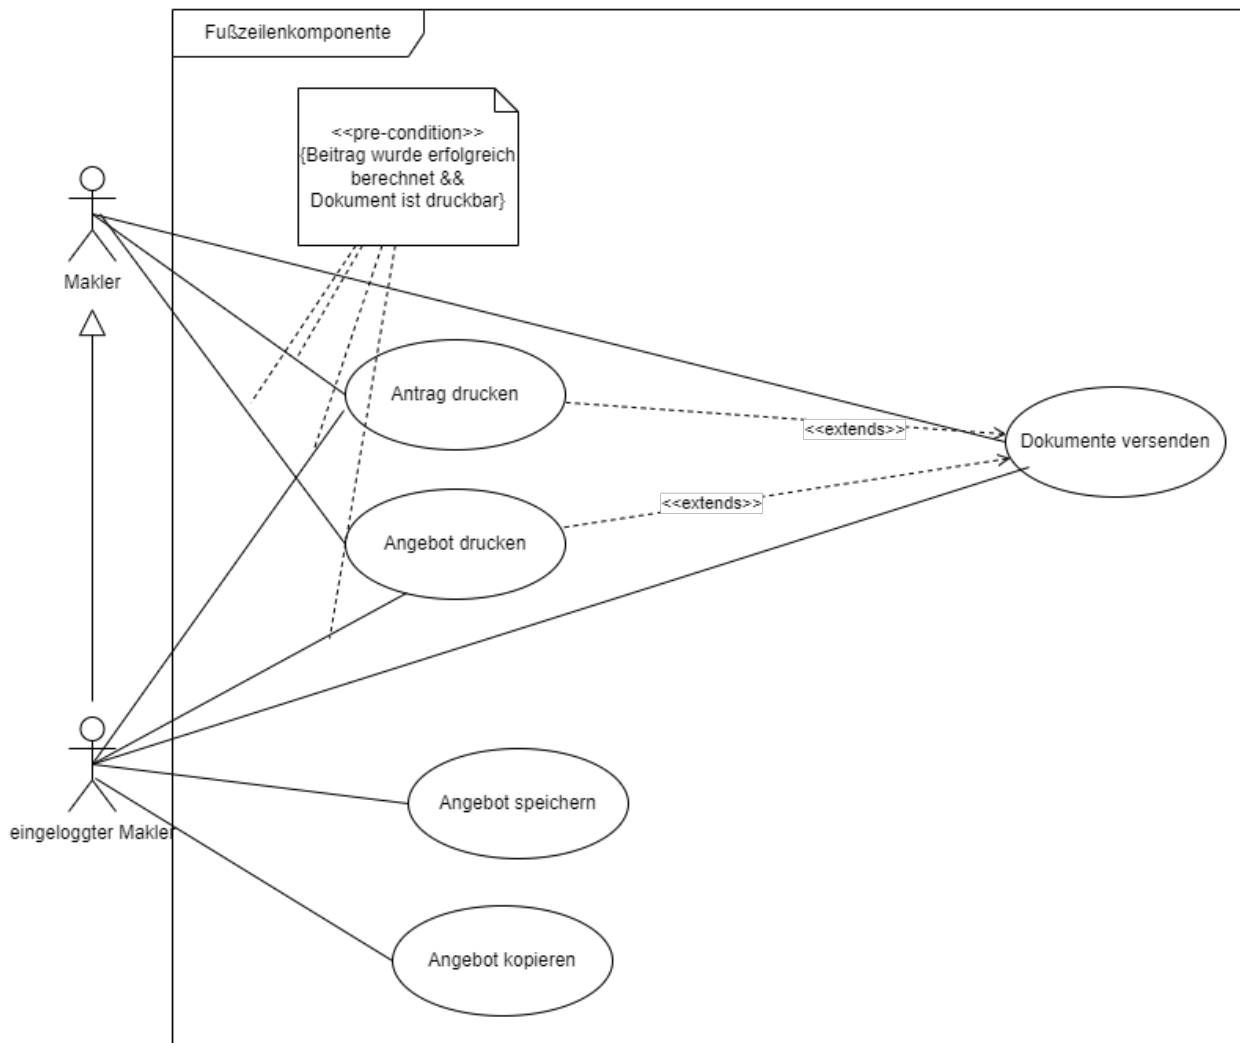 Fußzeilenkomponente
<<pre-condition>>
{Beitrag wurde erfolgreich
berechnet &&
Dokument ist druckbar}
Makler
Antrag drucken
<<extends>>
Dokumente versenden
<<extends>>
Angebot drucken
Angebot speichern
eingeloggter Makler
Angebot kopieren